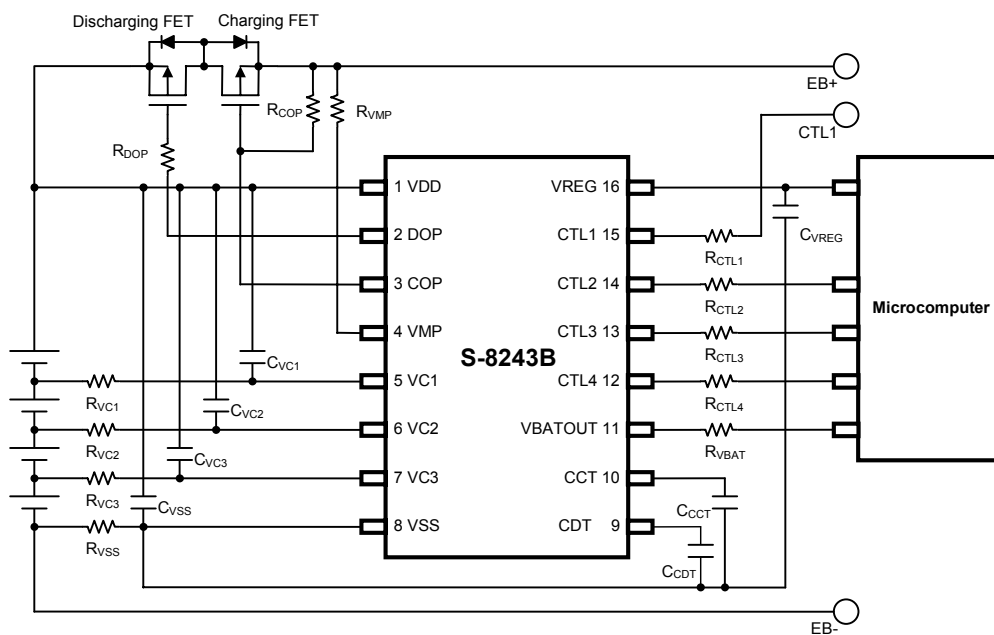 Discharging FET
Charging FET
EB+
RCOP
RVMP
CTL1
RDOP
1 VDD
VREG 16
2 DOP
CTL1 15
CVREG
RCTL1
3 COP
CTL2 14
RCTL2
Microcomputer
4 VMP
CTL3 13
S-8243B
RCTL3
CVC1
5 VC1
CTL4 12
RVC1
RCTL4
CVC2
6 VC2
VBATOUT 11
RVC2
RVBAT
CVC3
7 VC3
CCT 10
RVC3
CVSS
CCCT
8 VSS
CDT 9
RVSS
CCDT
EB-